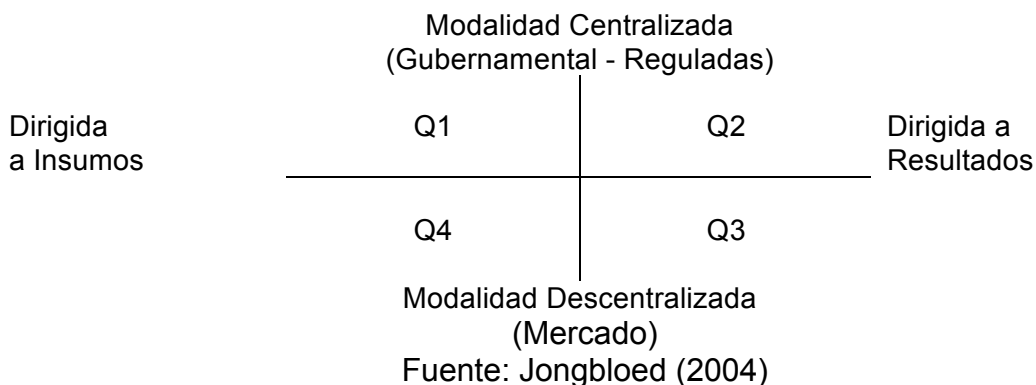 Modalidad Centralizada
(Gubernamental - Reguladas)
Dirigida
a Insumos
Q1
Q2
Dirigida a
Resultados
Q4
Q3
Modalidad Descentralizada
(Mercado)
Fuente: Jongbloed (2004)